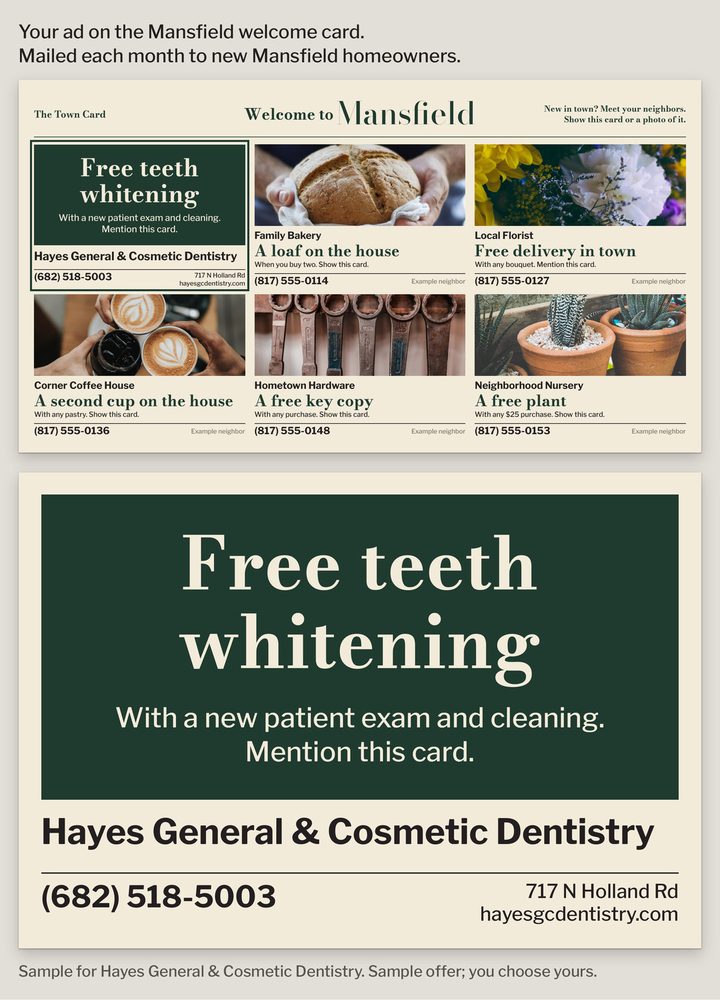 Your ad on the Mansfield welcome card.
Mailed each month to new Mansfield homeowners.
The Town Card
Welcome to Mansfield
New in town? Meet your neighbors.
Show this card or a photo of it.
Free teeth
whitening
With a new patient exam and cleaning.
Mention this card.
Hayes General & Cosmetic Dentistry
(682) 518-5003
717 N Holland Rd
hayesgcdentistry.com
Family Bakery
A loaf on the house
When you buy two. Show this card.
(817) 555-0114
Example neighbor
Local Florist
Free delivery in town
With any bouquet. Mention this card.
(817) 555-0127
Example neighbor
Corner Coffee House
A second cup on the house
With any pastry. Show this card.
(817) 555-0136
Example neighbor
Hometown Hardware
A free key copy
With any purchase. Show this card.
(817) 555-0148
Example neighbor
Neighborhood Nursery
A free plant
With any $25 purchase. Show this card.
(817) 555-0153
Example neighbor
Free teeth
whitening
With a new patient exam and cleaning.
Mention this card.
Hayes General & Cosmetic Dentistry
(682) 518-5003
717 N Holland Rd
hayesgcdentistry.com
Sample for Hayes General & Cosmetic Dentistry. Sample offer; you choose yours.